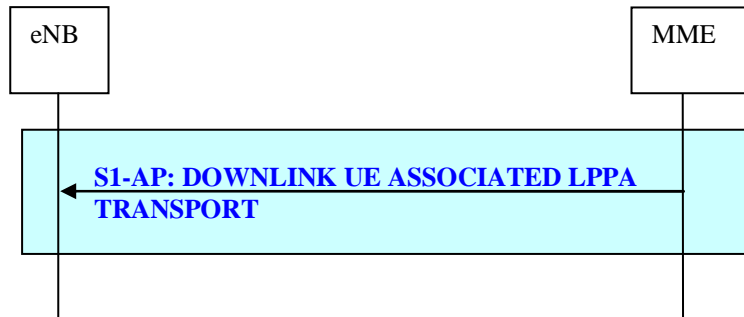 eNB
MME
S1-AP: DOWNLINK UE ASSOCIATED LPPA
TRANSPORT